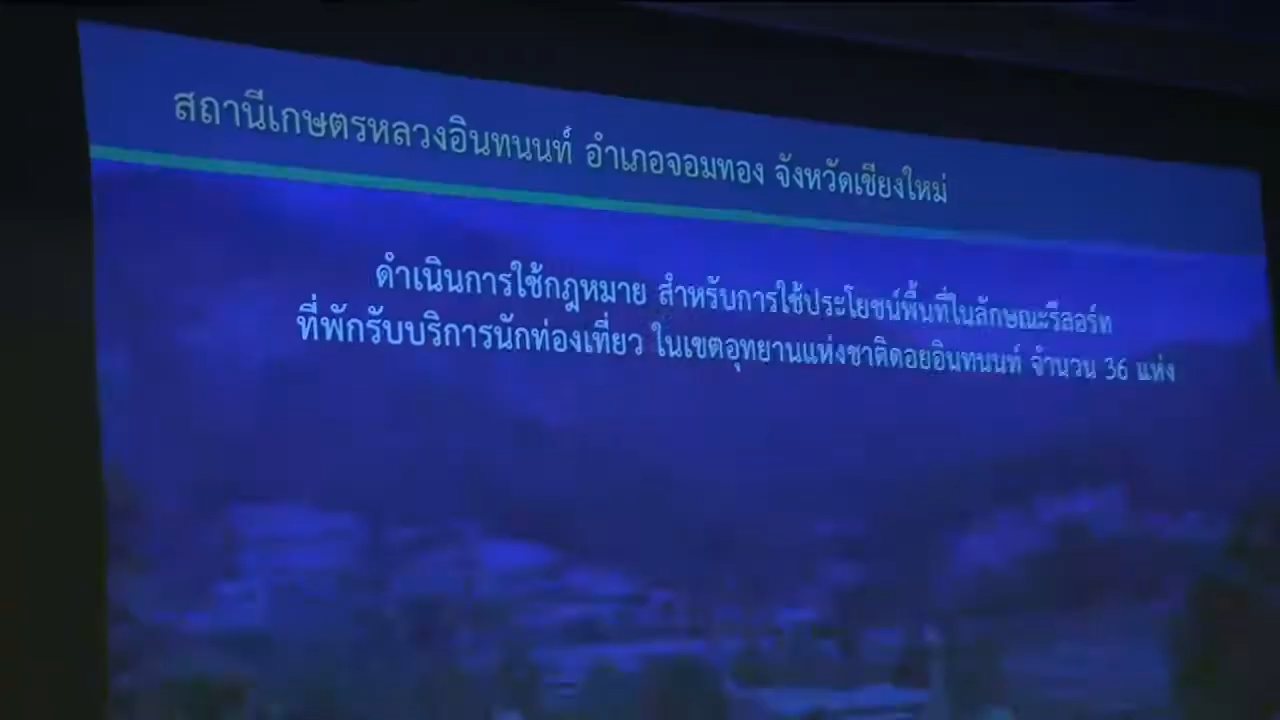 สถานีเกษตรหลวงอินทนนท์ อำเภอจอมทอง จังหวัดเชียงใหม่
ดำเนินการใช้กฎหมาย สำหรับการใช้ประโยชน์พื้นที่ในลักษณะรีสอร์ท
ที่พักรับบริการนักท่องเที่ยว ในเขตอุทยานแห่งชาติดอยอินทนนท์ จำนวน 36 แห่ง